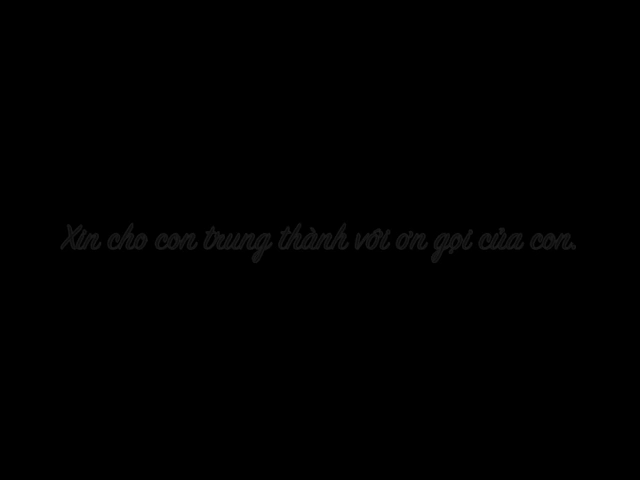 Xin cho con trung thành với ơn gọi của con.